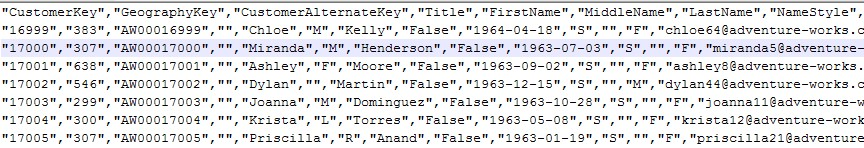 "CustomerKey","GeographyKey","CustomerAlternateKey","Title","FirstName","MiddleName","LastName","NameStyle",
"16999","383","AW00016999","","Chloe","M","Kelly","False","1964-04-18","S","","F","chloe64@adventure-works.c
"17000","307","AW00017000","","Miranda","M","Henderson","False","1963-07-03","S","","F","miranda5@adventure-
"17001","638","AW00017001","","Ashley","F","Moore","False","1963-09-02","S","","F","ashley8@adventure-works.
"17002","546","AW00017002","","Dylan","","Martin","False","1963-12-15","S","","M","dylan44@adventure-works.c
"17003","299","AW00017003","","Joanna","M","Dominguez","False","1963-10-28","S","","F","joanna11@adventure-w
"17004","300","AW00017004","","Krista","L","Torres","False","1963-05-08","S","","F","krista12@adventure-work
"17005","307","AW00017005","","Priscilla","R","Anand","False","1963-01-19","S","","F","priscilla21@adventure